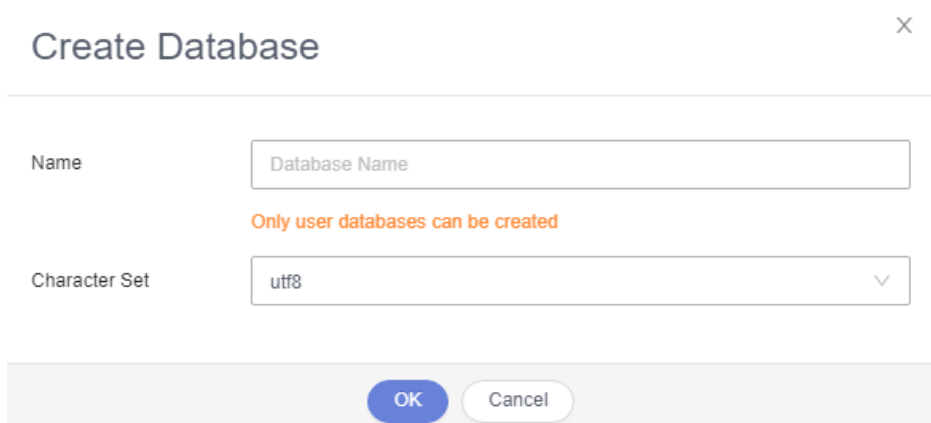 Create Database
Name
Database Name
Only user databases can be created
Character Set
utf8
OK
Cancel